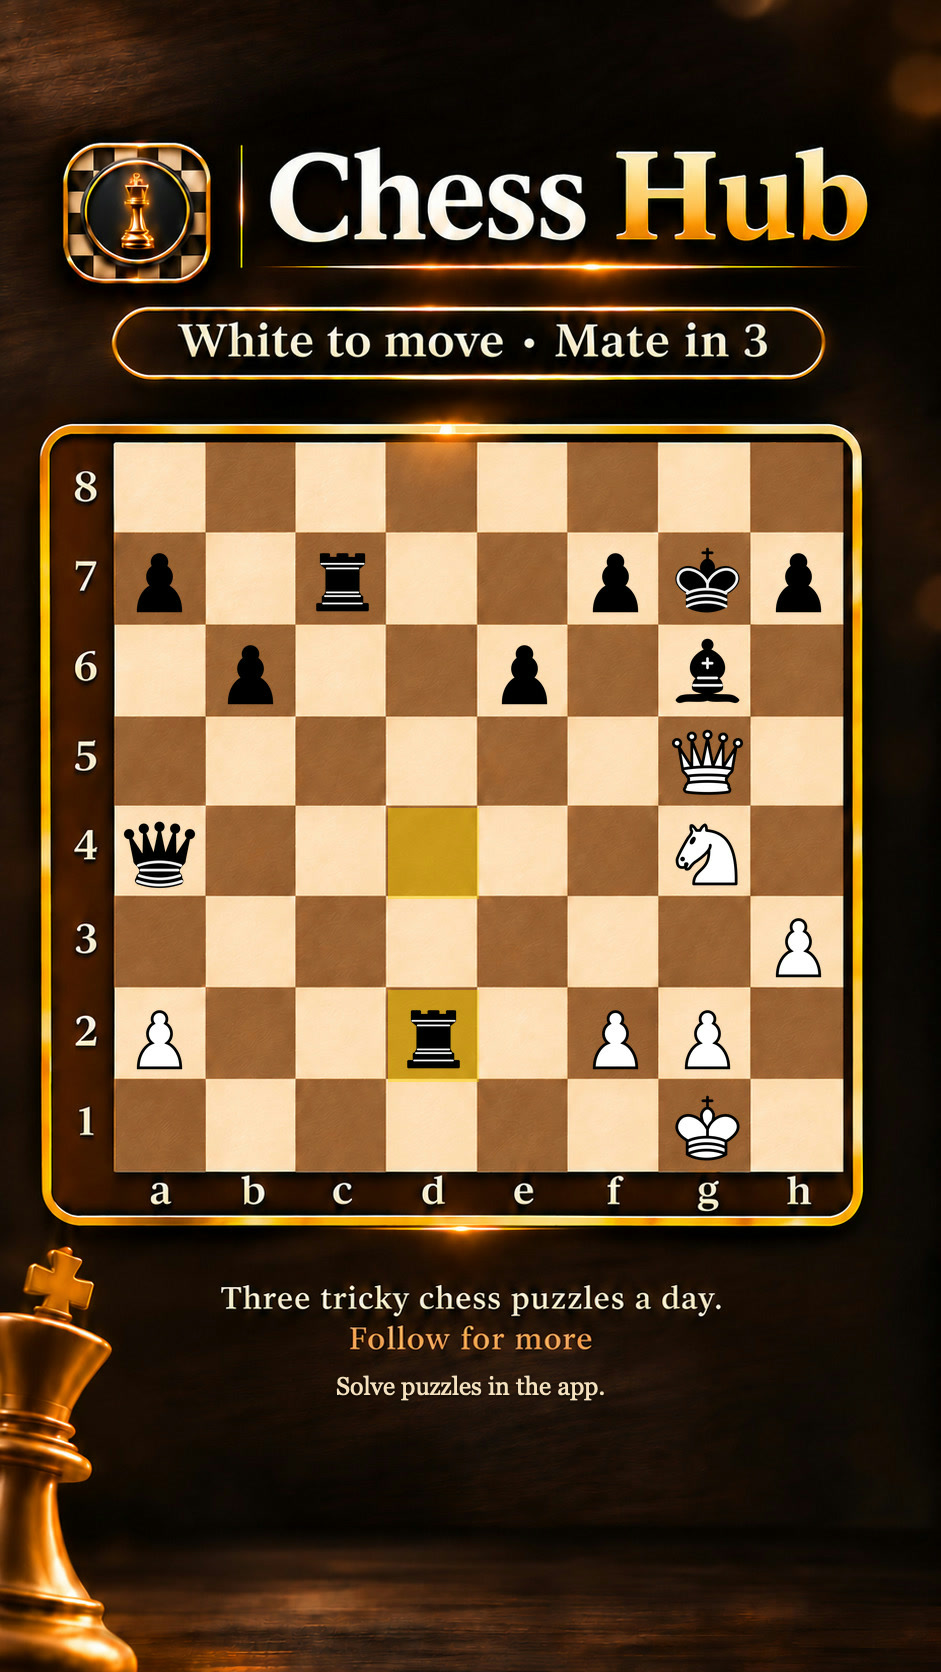 Chess Hub
White to move • Mate in 3
8
7
6
5
4
3
2
1
a b c d e f g h
Three tricky chess puzzles a day.
Follow for more
Solve puzzles in the app.